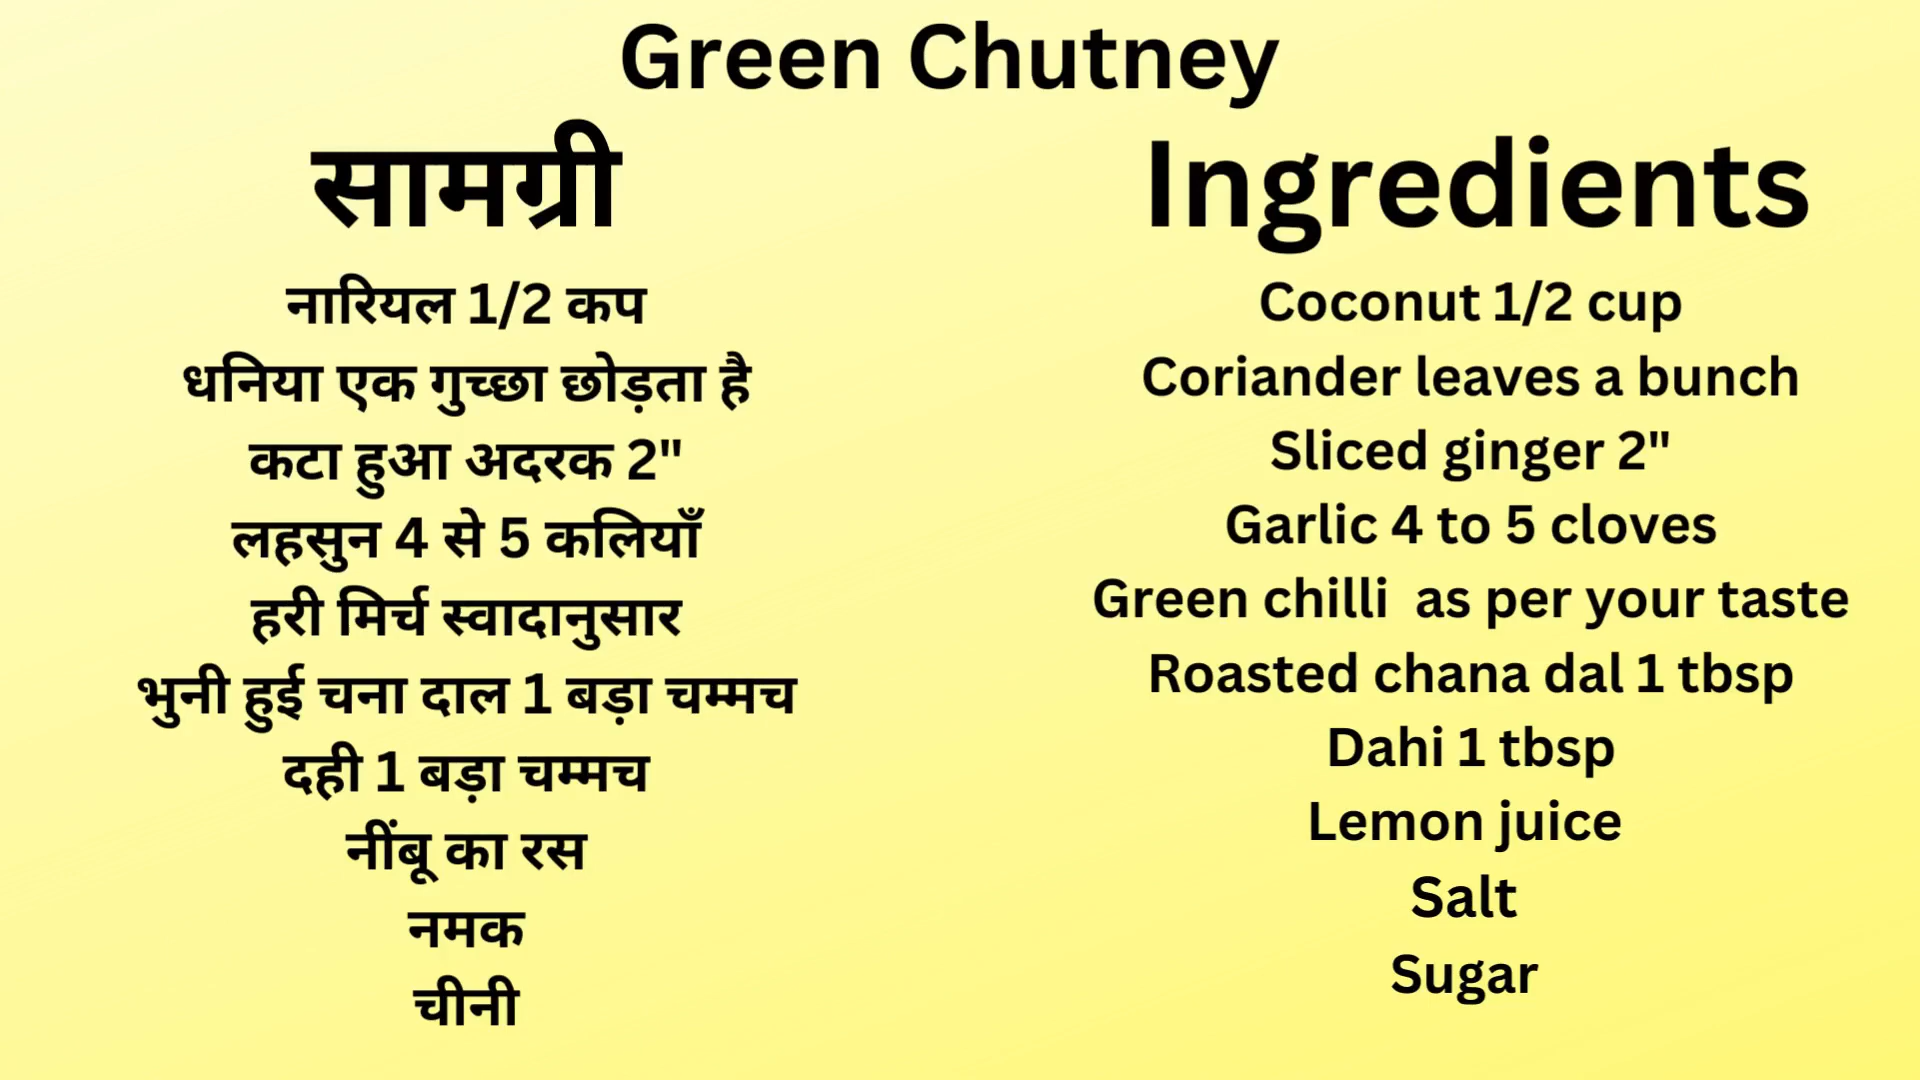 Green Chutney
सामग्री
नारियल 1/2 कप
धनिया एक गुच्छा छोड़ता है
कटा हुआ अदरक 2"
लहसुन 4 से 5 कलियाँ
हरी मिर्च स्वादानुसार
भुनी हुई चना दाल 1 बड़ा चम्मच
दही 1 बड़ा चम्मच
नींबू का रस
नमक
चीनी
Ingredients
Coconut 1/2 cup
Coriander leaves a bunch
Sliced ginger 2"
Garlic 4 to 5 cloves
Green chilli  as per your taste
Roasted chana dal 1 tbsp
Dahi 1 tbsp
Lemon juice
Salt
Sugar